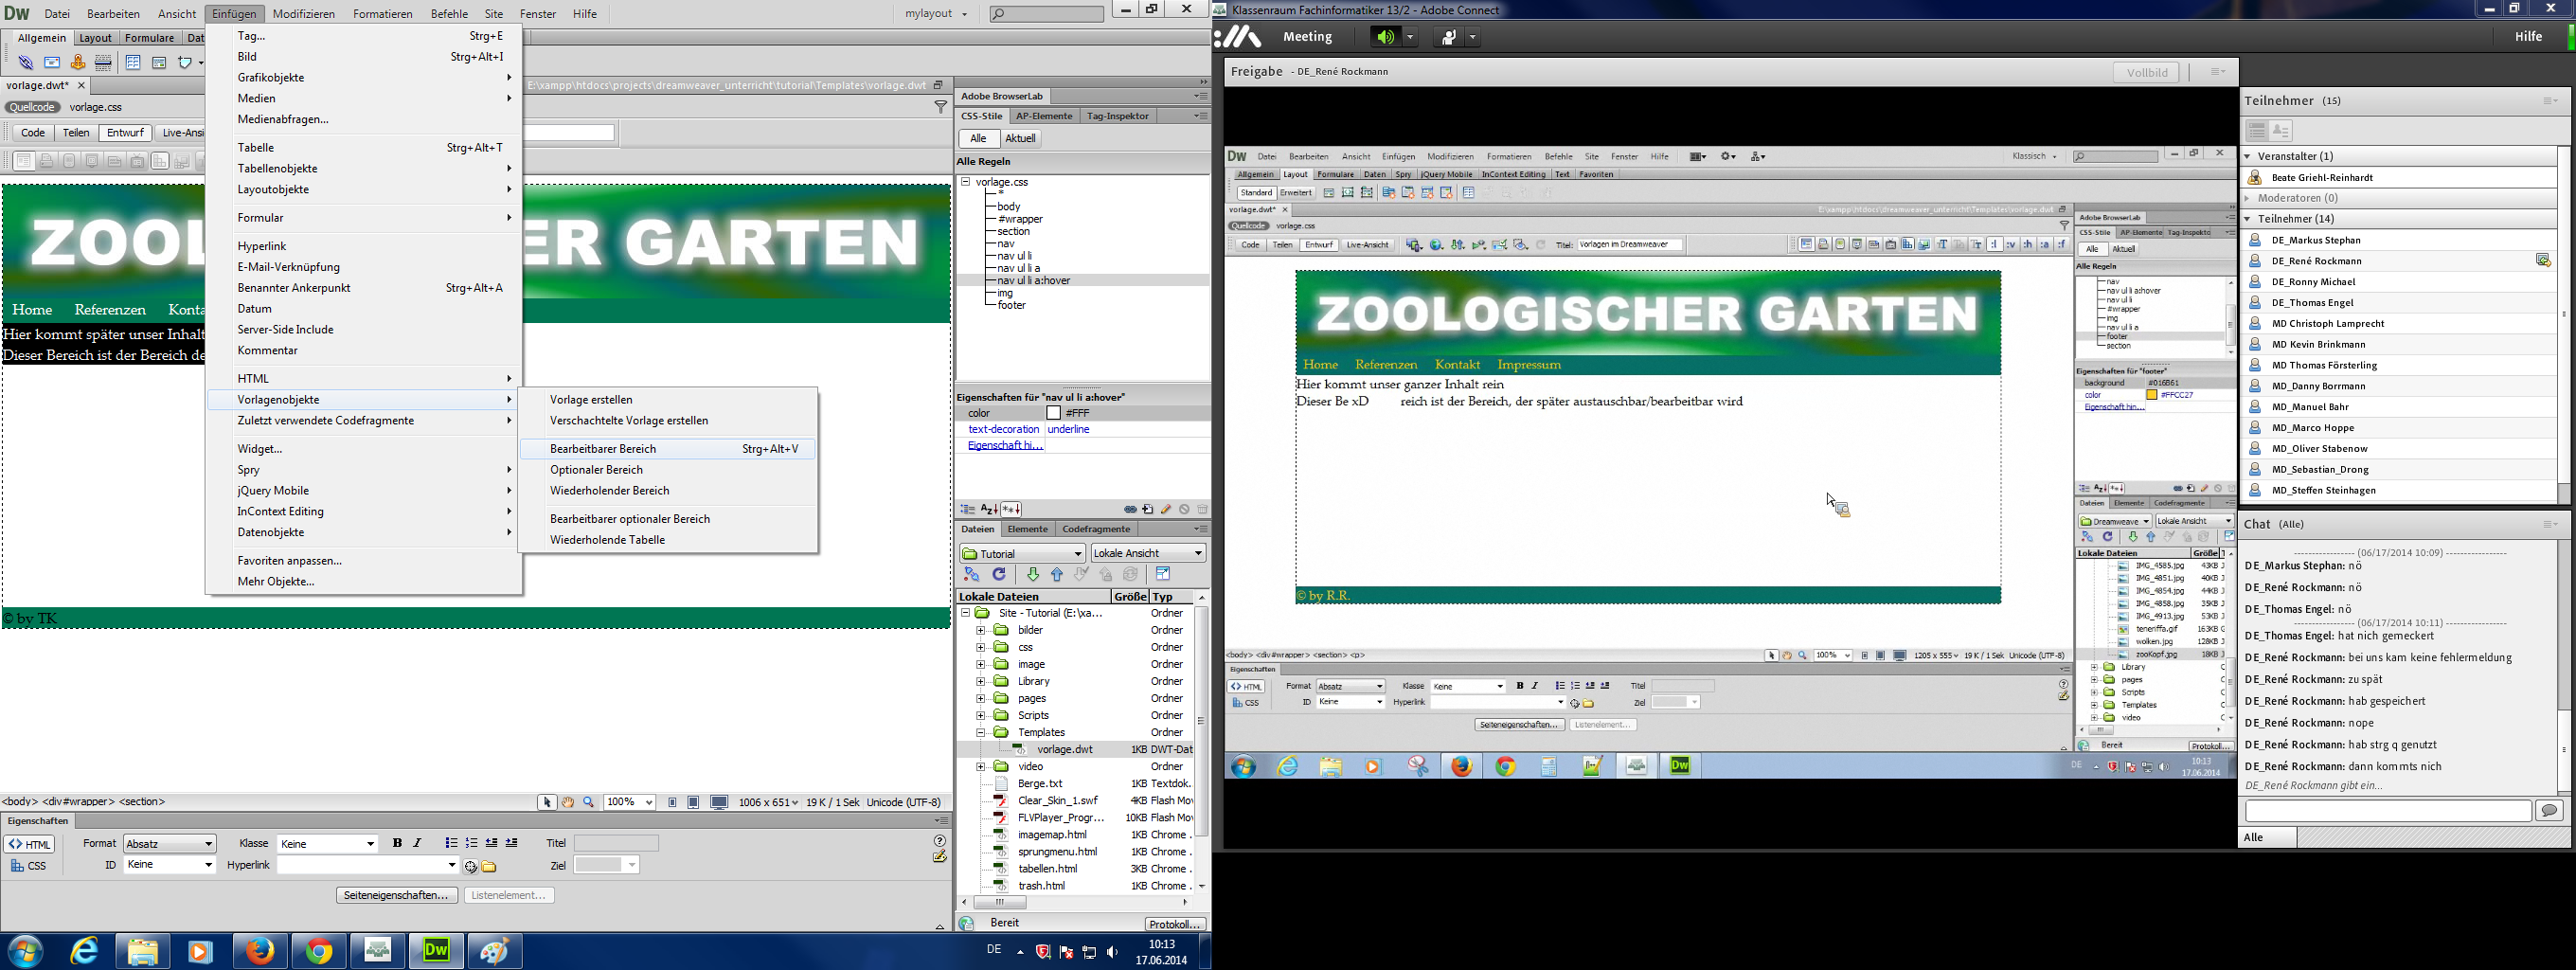 Dw Datei Bearbeiten Ansicht Einfügen Modifizieren Formatieren Befehle Site Fenster Hilfe mylayout
Allgemein Layout Formulare Dat
vorlage.dwt* E:\xampp\htdocs\projects\dreamweaver_unterricht\tutorial\Templates\vorlage.dwt
Quellcode vorlage.css
Code Teilen Entwurf Live-Ansi
Tag... Strg+E
Bild Strg+Alt+I
Grafikobjekte
Medien
Medienabfragen...
Tabelle Strg+Alt+T
Tabellenobjekte
Layoutobjekte
Formular
Hyperlink
E-Mail-Verknüpfung
Benannter Ankerpunkt Strg+Alt+A
Datum
Server-Side Include
Kommentar
HTML
Vorlagenobjekte
Zuletzt verwendete Codefragmente
Widget...
Spry
jQuery Mobile
InContext Editing
Datenobjekte
Favoriten anpassen...
Mehr Objekte...
Vorlage erstellen
Verschachtelte Vorlage erstellen
Bearbeitbarer Bereich Strg+Alt+V
Optionaler Bereich
Wiederholender Bereich
Bearbeitbarer optionaler Bereich
Wiederholende Tabelle
ZOOL ER GARTEN
Home Referenzen Konta
Hier kommt später unser Inhalt
Dieser Bereich ist der Bereich de
© by TK
<body> <div#wrapper> <section> 100% 1006 x 651 19 K / 1 Sek Unicode (UTF-8)
Eigenschaften
<> HTML Format Absatz Klasse Keine B I Titel
CSS ID Keine Hyperlink Ziel
Seiteneigenschaften... Listenelement...
Adobe BrowserLab
CSS-Stile AP-Elemente Tag-Inspektor
Alle Aktuell
Alle Regeln
vorlage.css
*
body
#wrapper
section
nav
nav ul li
nav ul li a
nav ul li a:hover
img
footer
Eigenschaften für "nav ul li a:hover"
color #FFF
text-decoration underline
Eigenschaft hi...
Dateien Elemente Codefragmente
Tutorial Lokale Ansicht
Lokale Dateien Größe Typ
Site - Tutorial (E:\xa... Ordner
bilder Ordner
css Ordner
image Ordner
Library Ordner
pages Ordner
Scripts Ordner
Templates Ordner
vorlage.dwt 1KB DWT-Dat
video Ordner
Berge.txt 1KB Textdok.
Clear_Skin_1.swf 4KB Flash Mov
FLVPlayer_Progr... 10KB Flash Mov
imagemap.html 1KB Chrome .
sprungmenu.html 1KB Chrome .
tabellen.html 3KB Chrome .
trash.html 1KB Chrome .
Bereit Protokoll...
DE 10:13
17.06.2014
Klassenraum Fachinformatiker 13/2 - Adobe Connect
Meeting Hilfe
Freigabe - DE_René Rockmann Vollbild
Dw Datei Bearbeiten Ansicht Einfügen Modifizieren Formatieren Befehle Site Fenster Hilfe Klassisch
Allgemein Layout Formulare Daten Spry jQuery Mobile InContext Editing Text Favoriten
Standard Erweitert
vorlage.dwt* E:\xampp\htdocs\dreamweaver_unterricht\Templates\vorlage.dwt
Quellcode vorlage.css
Code Teilen Entwurf Live-Ansicht Titel: Vorlagen im Dreamweaver
ZOOLOGISCHER GARTEN
Home Referenzen Kontakt Impressum
Hier kommt unser ganzer Inhalt rein
Dieser Be xD reich ist der Bereich, der später austauschbar/bearbeitbar wird
© by R.R.
<body> <div#wrapper> <section> <p> 100% 1205 x 555 19 K / 1 Sek Unicode (UTF-8)
Eigenschaften
<> HTML Format Absatz Klasse Keine B I Titel
CSS ID Keine Hyperlink Ziel
Seiteneigenschaften... Listenelement...
Adobe BrowserLab
CSS-Stile AP-Elemente Tag-Inspekto
Alle Aktuell
Alle Regeln
nav
nav ul li a:hover
nav ul li
#wrapper
img
nav ul li a
footer
section
Eigenschaften für "footer"
background #016B61
color #FFCC27
Eigenschaft hin...
Dateien Elemente Codefragmente
Dreamweave Lokale Ansicht
Lokale Dateien Größe
IMG_4585.jpg 43KB J
IMG_4851.jpg 40KB J
IMG_4854.jpg 44KB J
IMG_4858.jpg 35KB J
IMG_4913.jpg 53KB J
teneriffa.gif 163KB G
wolken.jpg 128KB J
zooKopf.jpg 18KB J
Library
pages
Scripts
Templates
video
Bereit Protokoll...
DE 10:13
17.06.2014
Teilnehmer (15)
Veranstalter (1)
Beate Griehl-Reinhardt
Moderatoren (0)
Teilnehmer (14)
DE_Markus Stephan
DE_René Rockmann
DE_Ronny Michael
DE_Thomas Engel
MD Christoph Lamprecht
MD Kevin Brinkmann
MD Thomas Försterling
MD_Danny Borrmann
MD_Manuel Bahr
MD_Marco Hoppe
MD_Oliver Stabenow
MD_Sebastian_Drong
MD_Steffen Steinhagen
Chat (Alle)
(06/17/2014 10:09)
DE_Markus Stephan: nö
DE_René Rockmann: nö
DE_Thomas Engel: nö
(06/17/2014 10:11)
DE_Thomas Engel: hat nich gemeckert
DE_René Rockmann: bei uns kam keine fehlermeldung
DE_René Rockmann: zu spät
DE_René Rockmann: hab gespeichert
DE_René Rockmann: nope
DE_René Rockmann: hab strg q genutzt
DE_René Rockmann: dann kommts nich
DE_René Rockmann gibt ein...
Alle